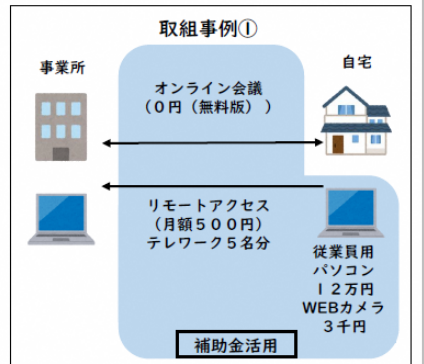 取組事例①
事業所
自宅
オンライン会議
(０円(無料版))
リモートアクセス
(月額５００円)
テレワーク５名分
従業員用
パソコン
１２万円
WEBカメラ
３千円
補助金活用